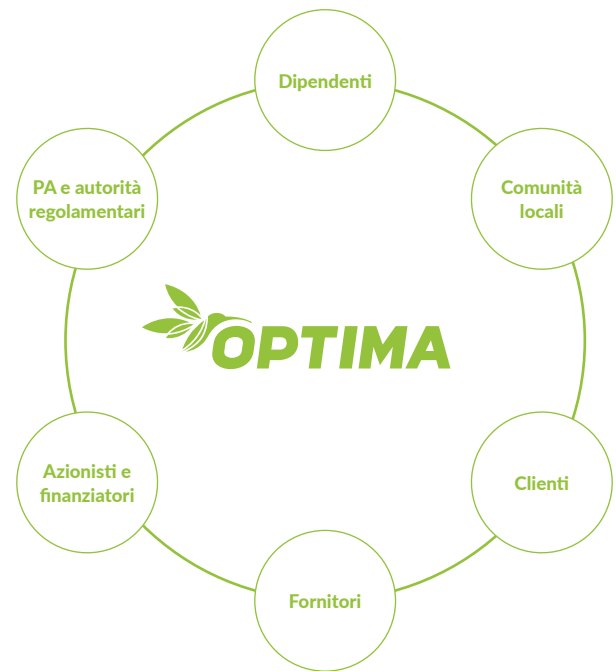 Dipendenti
PA e autorità
regolamentari
Comunità
locali
OPTIMA
Azionisti e
finanziatori
Clienti
Fornitori